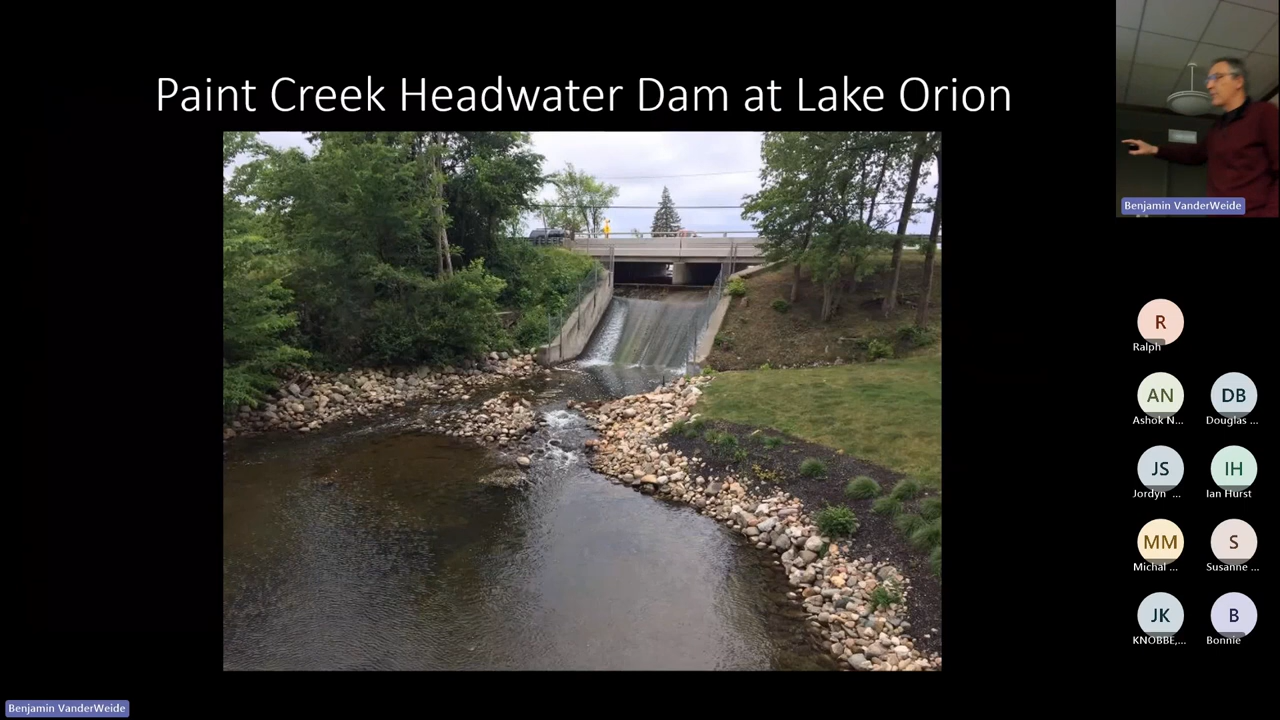 Paint Creek Headwater Dam at Lake Orion
Benjamin VanderWeide
R
Ralph
AN
DB
Ashok N...
Douglas ...
JS
IH
Jordyn ...
Ian Hurst
MM
S
Michal ...
Susanne ...
JK
B
KNOBBE,...
Bonnie
Benjamin VanderWeide